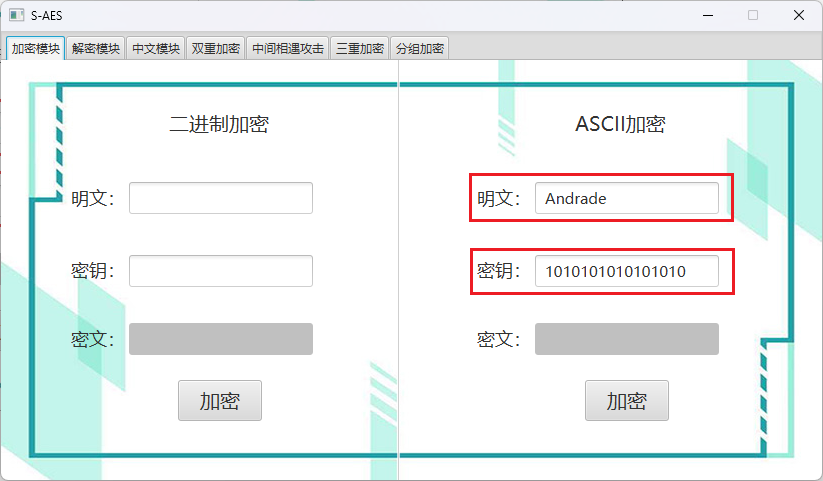 S-AES
加密模块 解密模块 中文模块 双重加密 中间相遇攻击 三重加密 分组加密
二进制加密
明文：
密钥：
密文：
加密
ASCII加密
明文： Andrade
密钥： 1010101010101010
密文：
加密